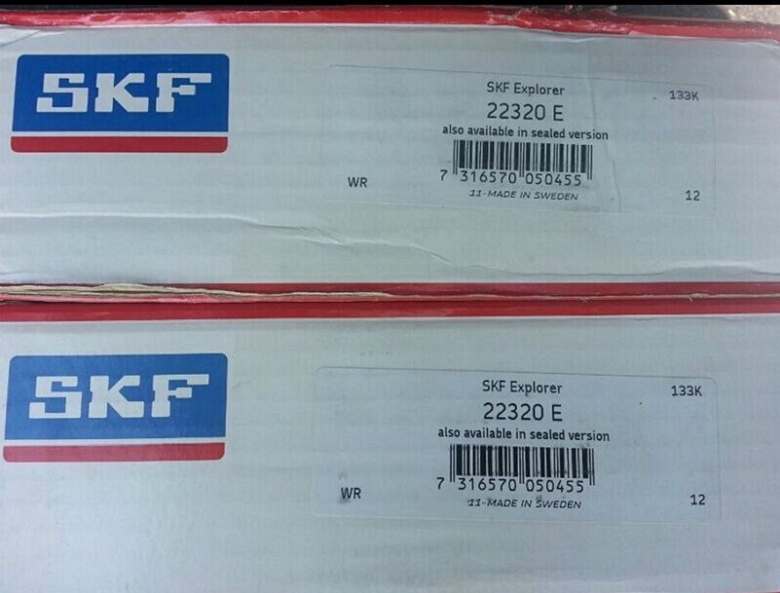 SKF
SKF Explorer
133K
22320 E
also available in sealed version
7 316570 050455
WR
11-MADE IN SWEDEN
12
SKF
SKF Explorer
133K
22320 E
also available in sealed version
7 316570 050455
WR
11-MADE IN SWEDEN
12